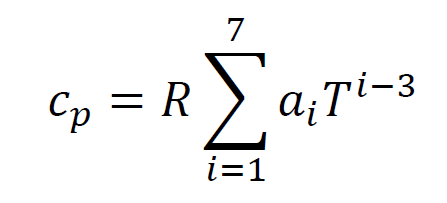 c_p = R \sum_{i=1}^{7} a_i T^{i-3}